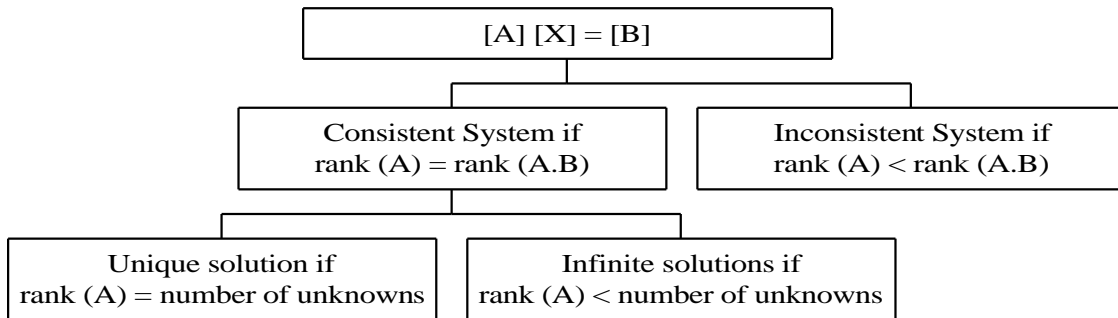 [A] [X] = [B]
Consistent System if
rank (A) = rank (A.B)
Inconsistent System if
rank (A) < rank (A.B)
Unique solution if
rank (A) = number of unknowns
Infinite solutions if
rank (A) < number of unknowns